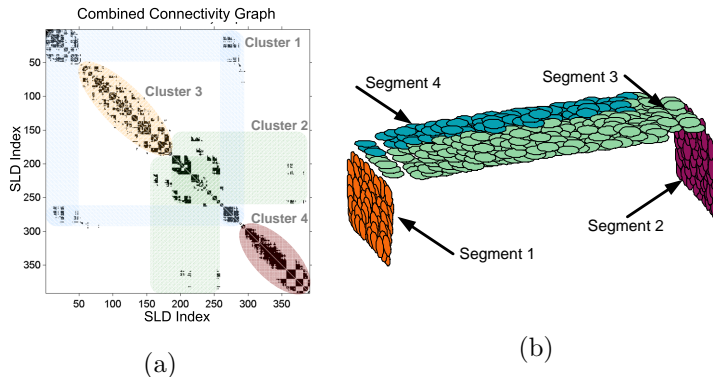 Combined Connectivity Graph
Cluster 1
50
Cluster 3
100
150
Cluster 2
200
250
Cluster 4
300
350
SLD Index
50 100 150 200 250 300 350
SLD Index
(a)
Segment 3
Segment 4
Segment 2
Segment 1
(b)